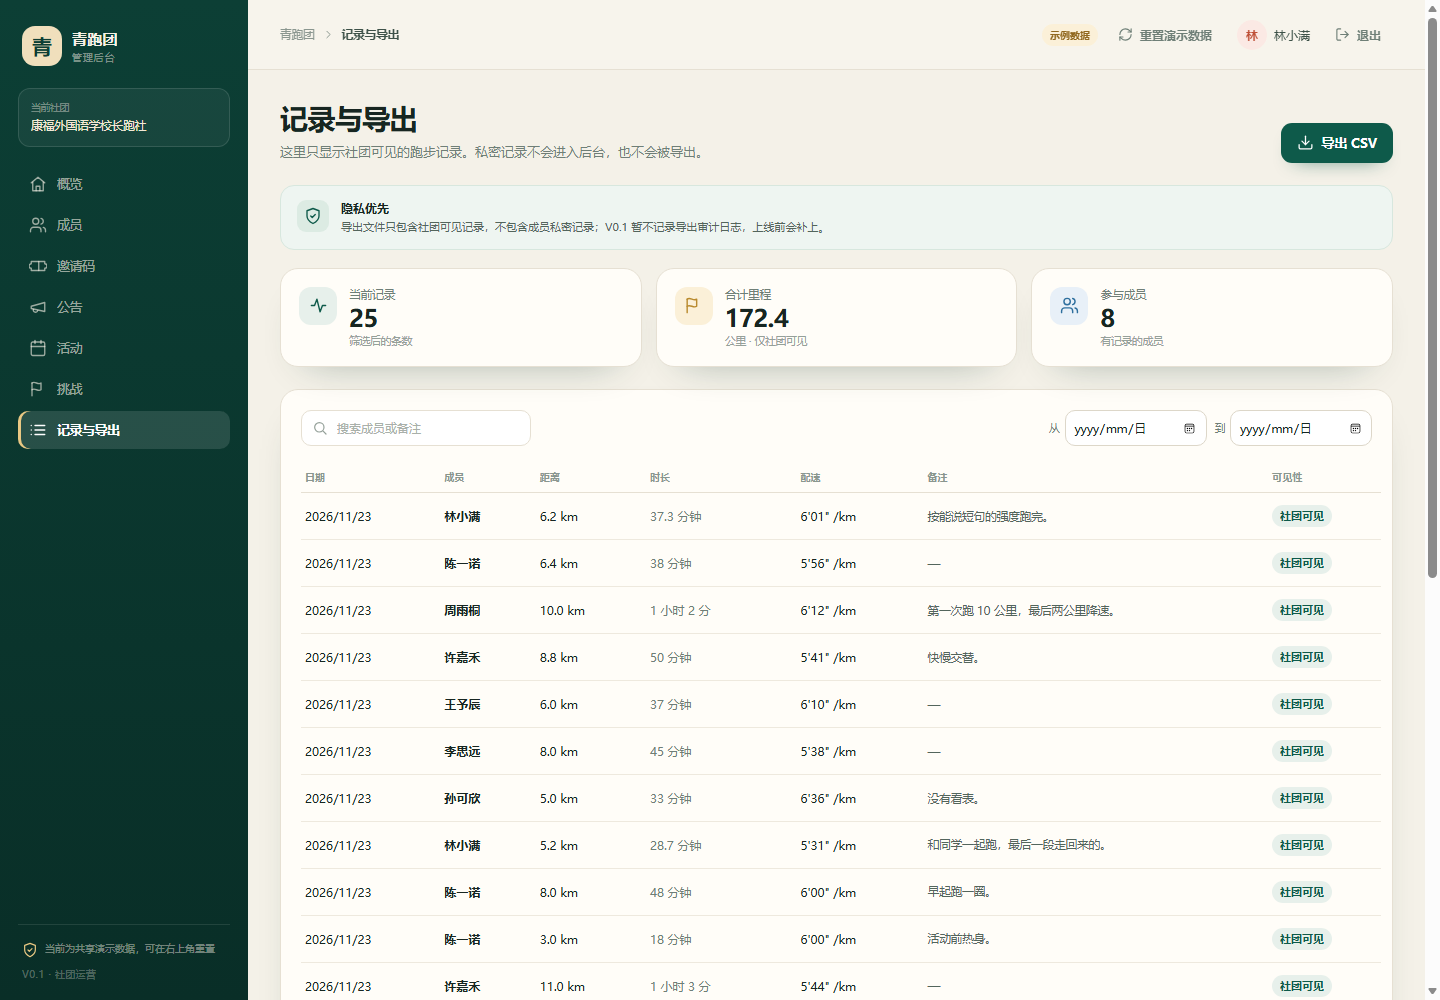 青
青跑团
管理后台
当前社团
康福外国语学校长跑社
概览
成员
邀请码
公告
活动
挑战
记录与导出
当前为共享演示数据，可在右上角重置
V0.1 · 社团运营
青跑团 > 记录与导出
示例数据
重置演示数据
林 林小满
退出
记录与导出
这里只显示社团可见的跑步记录。私密记录不会进入后台，也不会被导出。
导出 CSV
隐私优先
导出文件只包含社团可见记录，不包含成员私密记录；V0.1 暂不记录导出审计日志，上线前会补上。
当前记录
25
筛选后的条数
合计里程
172.4
公里 · 仅社团可见
参与成员
8
有记录的成员
搜索成员或备注
从 yyyy/mm/日 到 yyyy/mm/日
日期 成员 距离 时长 配速 备注 可见性
2026/11/23 林小满 6.2 km 37.3 分钟 6'01" /km 按能说短句的强度跑完。 社团可见
2026/11/23 陈一诺 6.4 km 38 分钟 5'56" /km — 社团可见
2026/11/23 周雨桐 10.0 km 1 小时 2 分 6'12" /km 第一次跑 10 公里，最后两公里降速。 社团可见
2026/11/23 许嘉禾 8.8 km 50 分钟 5'41" /km 快慢交替。 社团可见
2026/11/23 王予辰 6.0 km 37 分钟 6'10" /km — 社团可见
2026/11/23 李思远 8.0 km 45 分钟 5'38" /km — 社团可见
2026/11/23 孙可欣 5.0 km 33 分钟 6'36" /km 没有看表。 社团可见
2026/11/23 林小满 5.2 km 28.7 分钟 5'31" /km 和同学一起跑，最后一段走回来的。 社团可见
2026/11/23 陈一诺 8.0 km 48 分钟 6'00" /km 早起跑一圈。 社团可见
2026/11/23 陈一诺 3.0 km 18 分钟 6'00" /km 活动前热身。 社团可见
2026/11/23 许嘉禾 11.0 km 1 小时 3 分 5'44" /km 社团可见